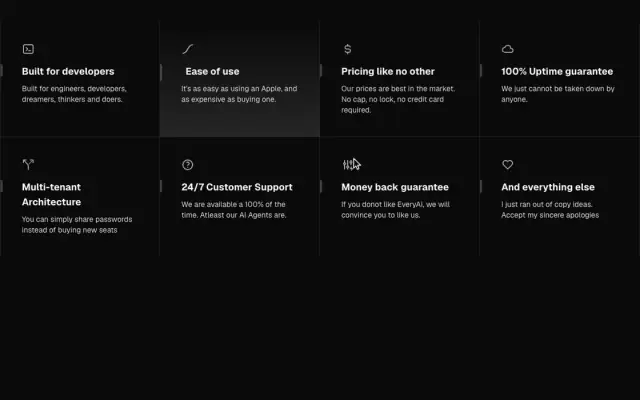 Built for developers
Built for engineers, developers,
dreamers, thinkers and doers.
Ease of use
It's as easy as using an Apple, and
as expensive as buying one.
Pricing like no other
Our prices are best in the market.
No cap, no lock, no credit card
required.
100% Uptime guarantee
We just cannot be taken down by
anyone.
Multi-tenant
Architecture
You can simply share passwords
instead of buying new seats
24/7 Customer Support
We are available a 100% of the
time. Atleast our AI Agents are.
Money back guarantee
If you donot like EveryAI, we will
convince you to like us.
And everything else
I just ran out of copy ideas.
Accept my sincere apologies